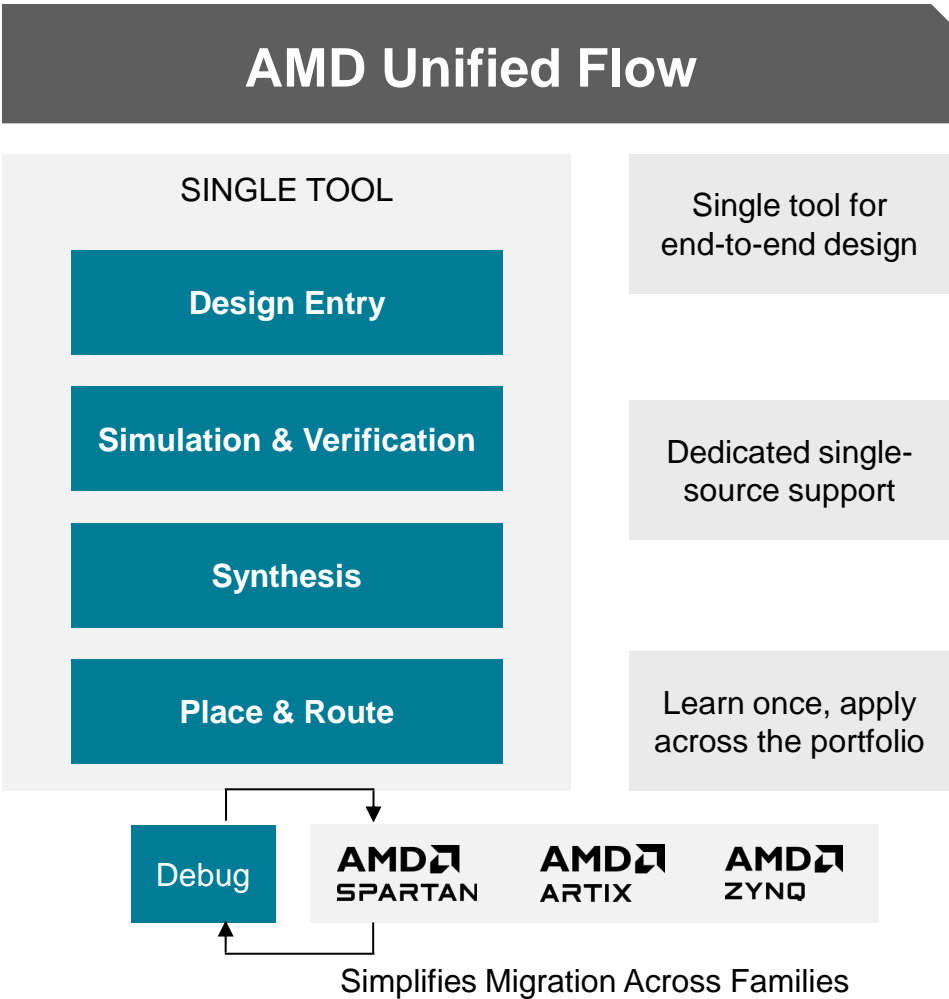 AMD Unified Flow
SINGLE TOOL
Design Entry
Simulation & Verification
Synthesis
Place & Route
Single tool for
end-to-end design
Dedicated single-
source support
Learn once, apply
across the portfolio
Debug
AMD
SPARTAN
AMD
ARTIX
AMD
ZYNQ
Simplifies Migration Across Families